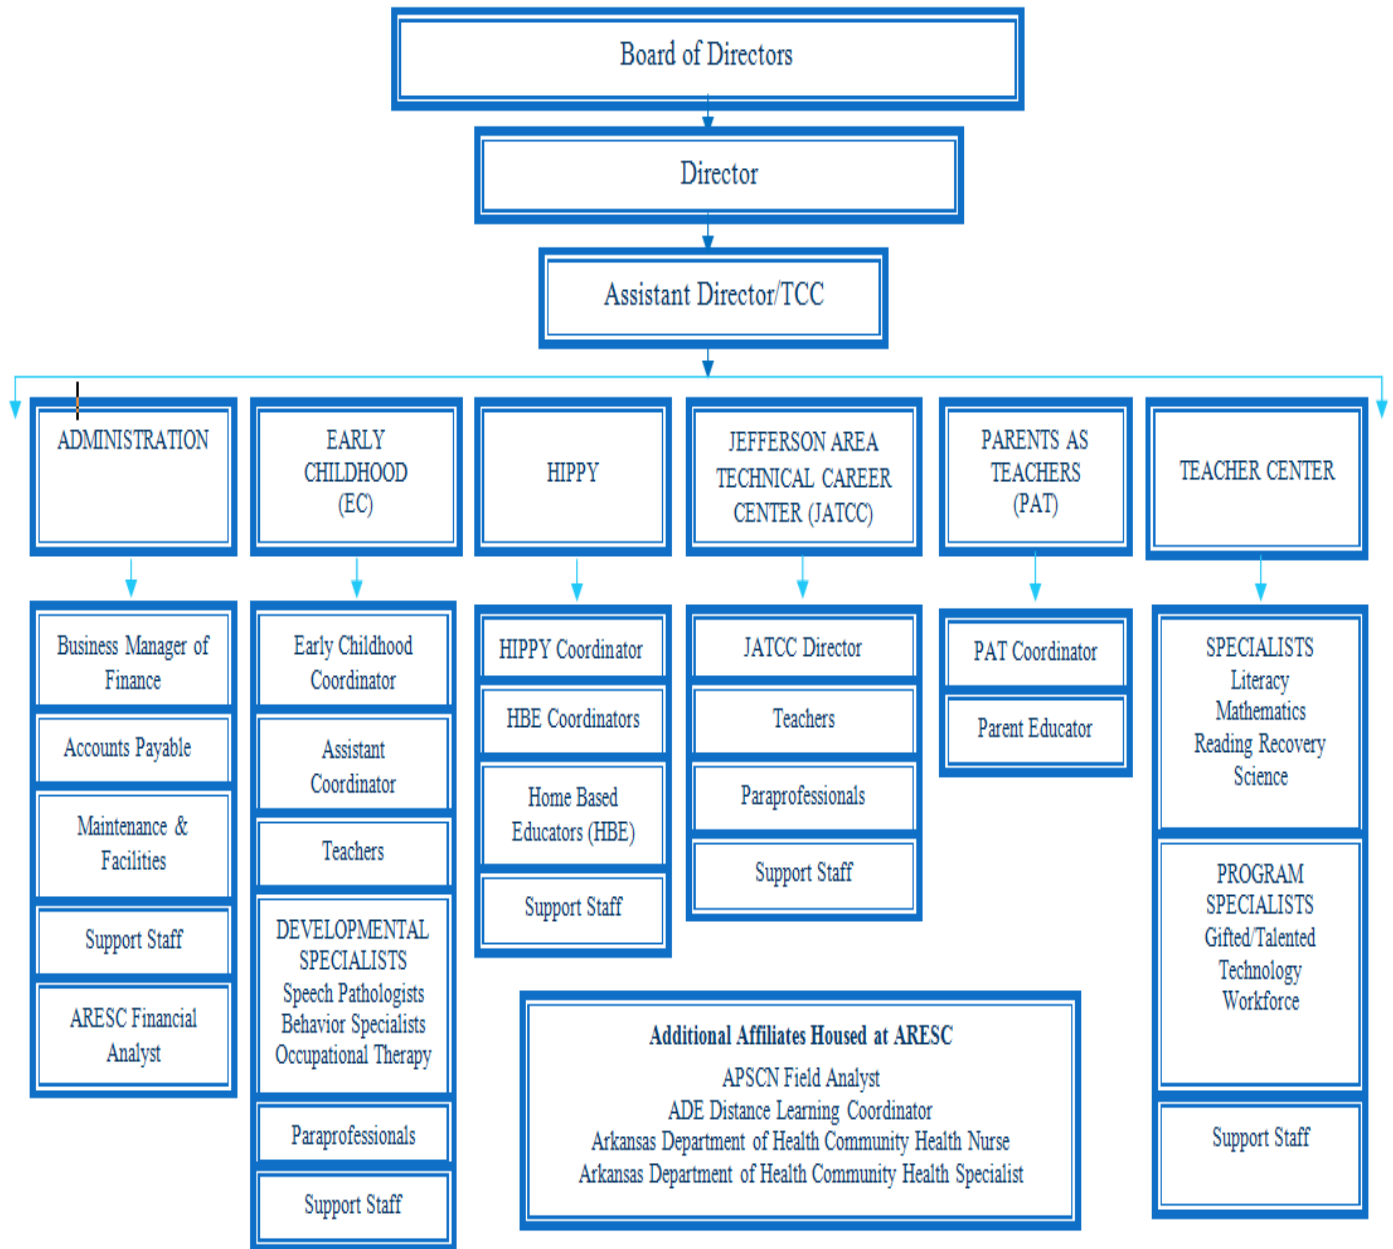 Board of Directors
Director
Assistant Director/TCC
ADMINISTRATION
EARLY
CHILDHOOD
(EC)
HIPPY
JEFFERSON AREA
TECHNICAL CAREER
CENTER (JATCC)
PARENTS AS
TEACHERS
(PAT)
TEACHER CENTER
Business Manager of
Finance
Accounts Payable
Maintenance &
Facilities
Support Staff
ARESC Financial
Analyst
Early Childhood
Coordinator
Assistant
Coordinator
Teachers
DEVELOPMENTAL
SPECIALISTS
Speech Pathologists
Behavior Specialists
Occupational Therapy
Paraprofessionals
Support Staff
HIPPY Coordinator
HBE Coordinators
Home Based
Educators (HBE)
Support Staff
JATCC Director
Teachers
Paraprofessionals
Support Staff
PAT Coordinator
Parent Educator
SPECIALISTS
Literacy
Mathematics
Reading Recovery
Science
PROGRAM
SPECIALISTS
Gifted/Talented
Technology
Workforce
Support Staff
Additional Affiliates Housed at ARESC
APSCN Field Analyst
ADE Distance Learning Coordinator
Arkansas Department of Health Community Health Nurse
Arkansas Department of Health Community Health Specialist